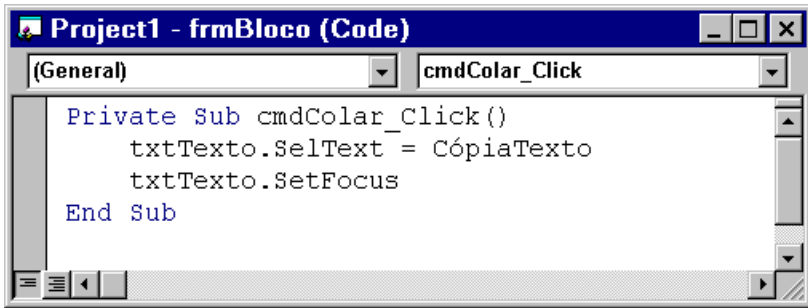 Project1 - frmBloco (Code)
(General) cmdColar_Click
Private Sub cmdColar_Click()
txtTexto.SelText = CópiaTexto
txtTexto.SetFocus
End Sub